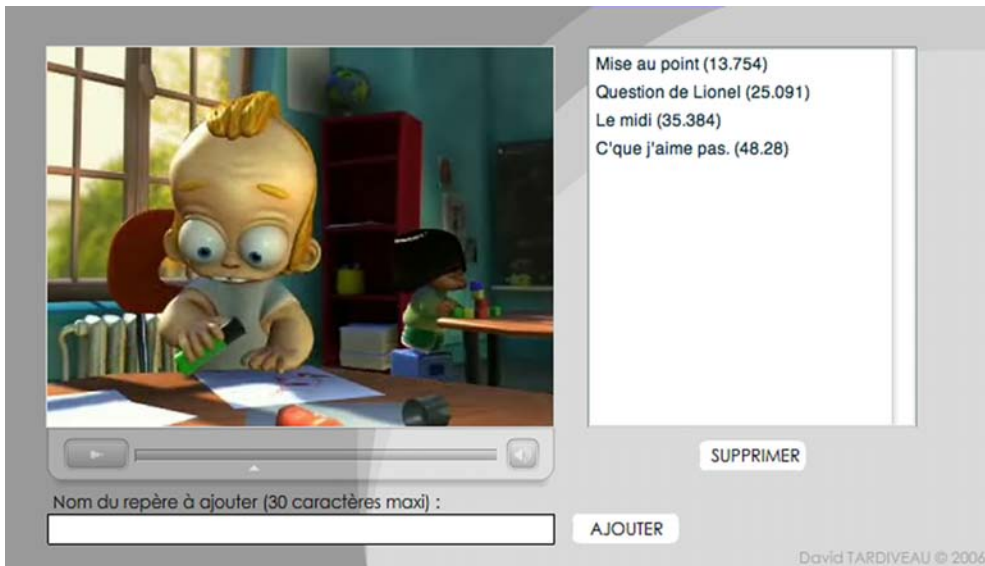 Mise au point (13.754)
Question de Lionel (25.091)
Le midi (35.384)
C'que j'aime pas. (48.28)
SUPPRIMER
Nom du repère à ajouter (30 caractères maxi) :
AJOUTER
David TARDIVEAU © 2006